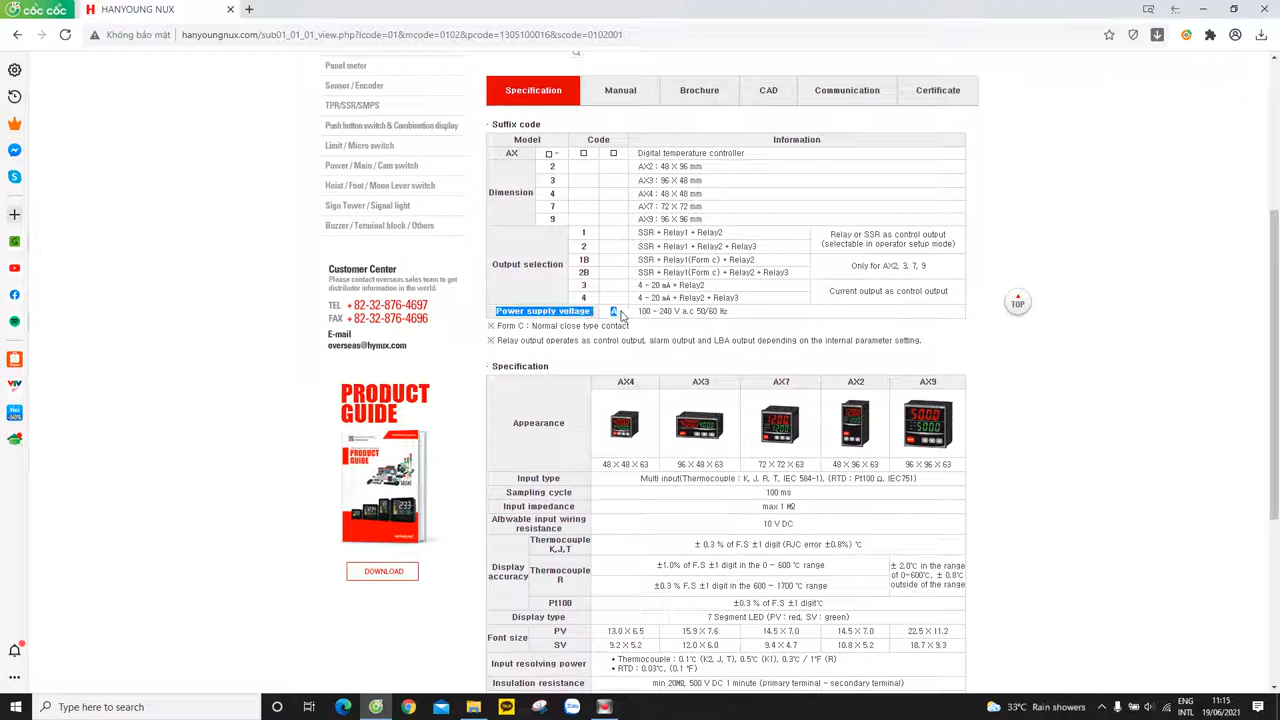 CỐC CỐC
HANYOUNG NUX
Không bảo mật
hanyoungnux.com/sub01_01_01_view.php?lcode=01&mcode=0102&pcode=1305100016&scode=0102001
Panel meter
Sensor / Encoder
TPR/SSR/SMPS
Push button switch & Combination display
Limit / Micro switch
Power / Main / Cam switch
Hoist / Foot / Mono Lever switch
Sign Tower / Signal light
Buzzer / Terminal block / Others
Customer Center
Please contact overseas sales team to get
distributor information in the world.
TEL + 82-32-876-4697
FAX + 82-32-876-4696
E-mail
overseas@hynux.com
PRODUCT
GUIDE
PRODUCT
GUIDE
DOWNLOAD
Specification Manual Brochure CAD Communication Certificate
· Suffix code
Model Code Information
AX □- □ □ Digital temperature controller
Dimension
2 AX2 : 48 X 96 mm
3 AX3 : 96 X 48 mm
4 AX4 : 48 X 48 mm
7 AX7 : 72 X 72 mm
9 AX9 : 96 X 96 mm
Output selection
1 SSR + Relay1 + Relay2
2 SSR + Relay1 + Relay2 + Relay3
Relay or SSR as control output
(selectable in operator setup mode)
1B SSR + Relay1(Form c) + Relay2
2B SSR + Relay1(Form c) + Relay2 + Relay3
Only for AX2, 3, 7, 9
3 4 - 20 mA + Relay2
4 4 - 20 mA + Relay2 + Relay3
Current output as control output
Power supply voltage A 100 - 240 V a.c 50/60 Hz
※ Form C : Normal close type contact
※ Relay output operates as control output, alarm output and LBA output depending on the internal parameter setting.
· Specification
AX4 AX3 AX7 AX2 AX9
Appearance
48 X 48 X 63 96 X 48 X 63 72 X 72 X 63 48 X 96 X 63 96 X 96 X 63
Input type Multi input(Thermocouple : K, J, R, T, IEC 584-1), (RTD : Pt100 Ω, IEC751)
Sampling cycle 100 ms
Input impedance max 1 MΩ
Albwable input wiring
resistance
10 V DC
Display
accuracy
Thermocouple
K,J,T
± 0.3 % of F.S ±1 digit (RJC error ±0.8%) ℃
Thermocouple
R
±1.0% of F.S ±1 digit in the 0 ~ 600 ℃ range
±0.3 % F.S ±1 digit in the 600 ~ 1700 ℃ range
± 2.0℃ in the range
of 0~600℃, ± 0.8℃
outside of the range
Pt100 ±0.3 % of F.S ±1 digit℃
Display type 7 Segment LED (PV : red, SV : green)
Font size
PV 13.0 X 6.5 15.9 X 7.6 14.5 X 7.0 14.5 X 7.0 22.5 X 11.2
SV 9.2 X 5.2 12.0 X 6.0 9.4 X 4.7 10.8 X 5.2 18.7 X 9.3
Input resolving power
• Thermocouple : 0.1℃ (K2, J, T), 0.5℃ (K1), 0.3℃ / 1℉ (R)
• RTD : 0.03℃, (0.1 ℉)
Insulation resistance min 20MΩ, 500 V DC 1 minute (primary terminal - secondary terminal)
TOP
Type here to search
33°C Rain showers
ENG
INTL
11:15
19/06/2021